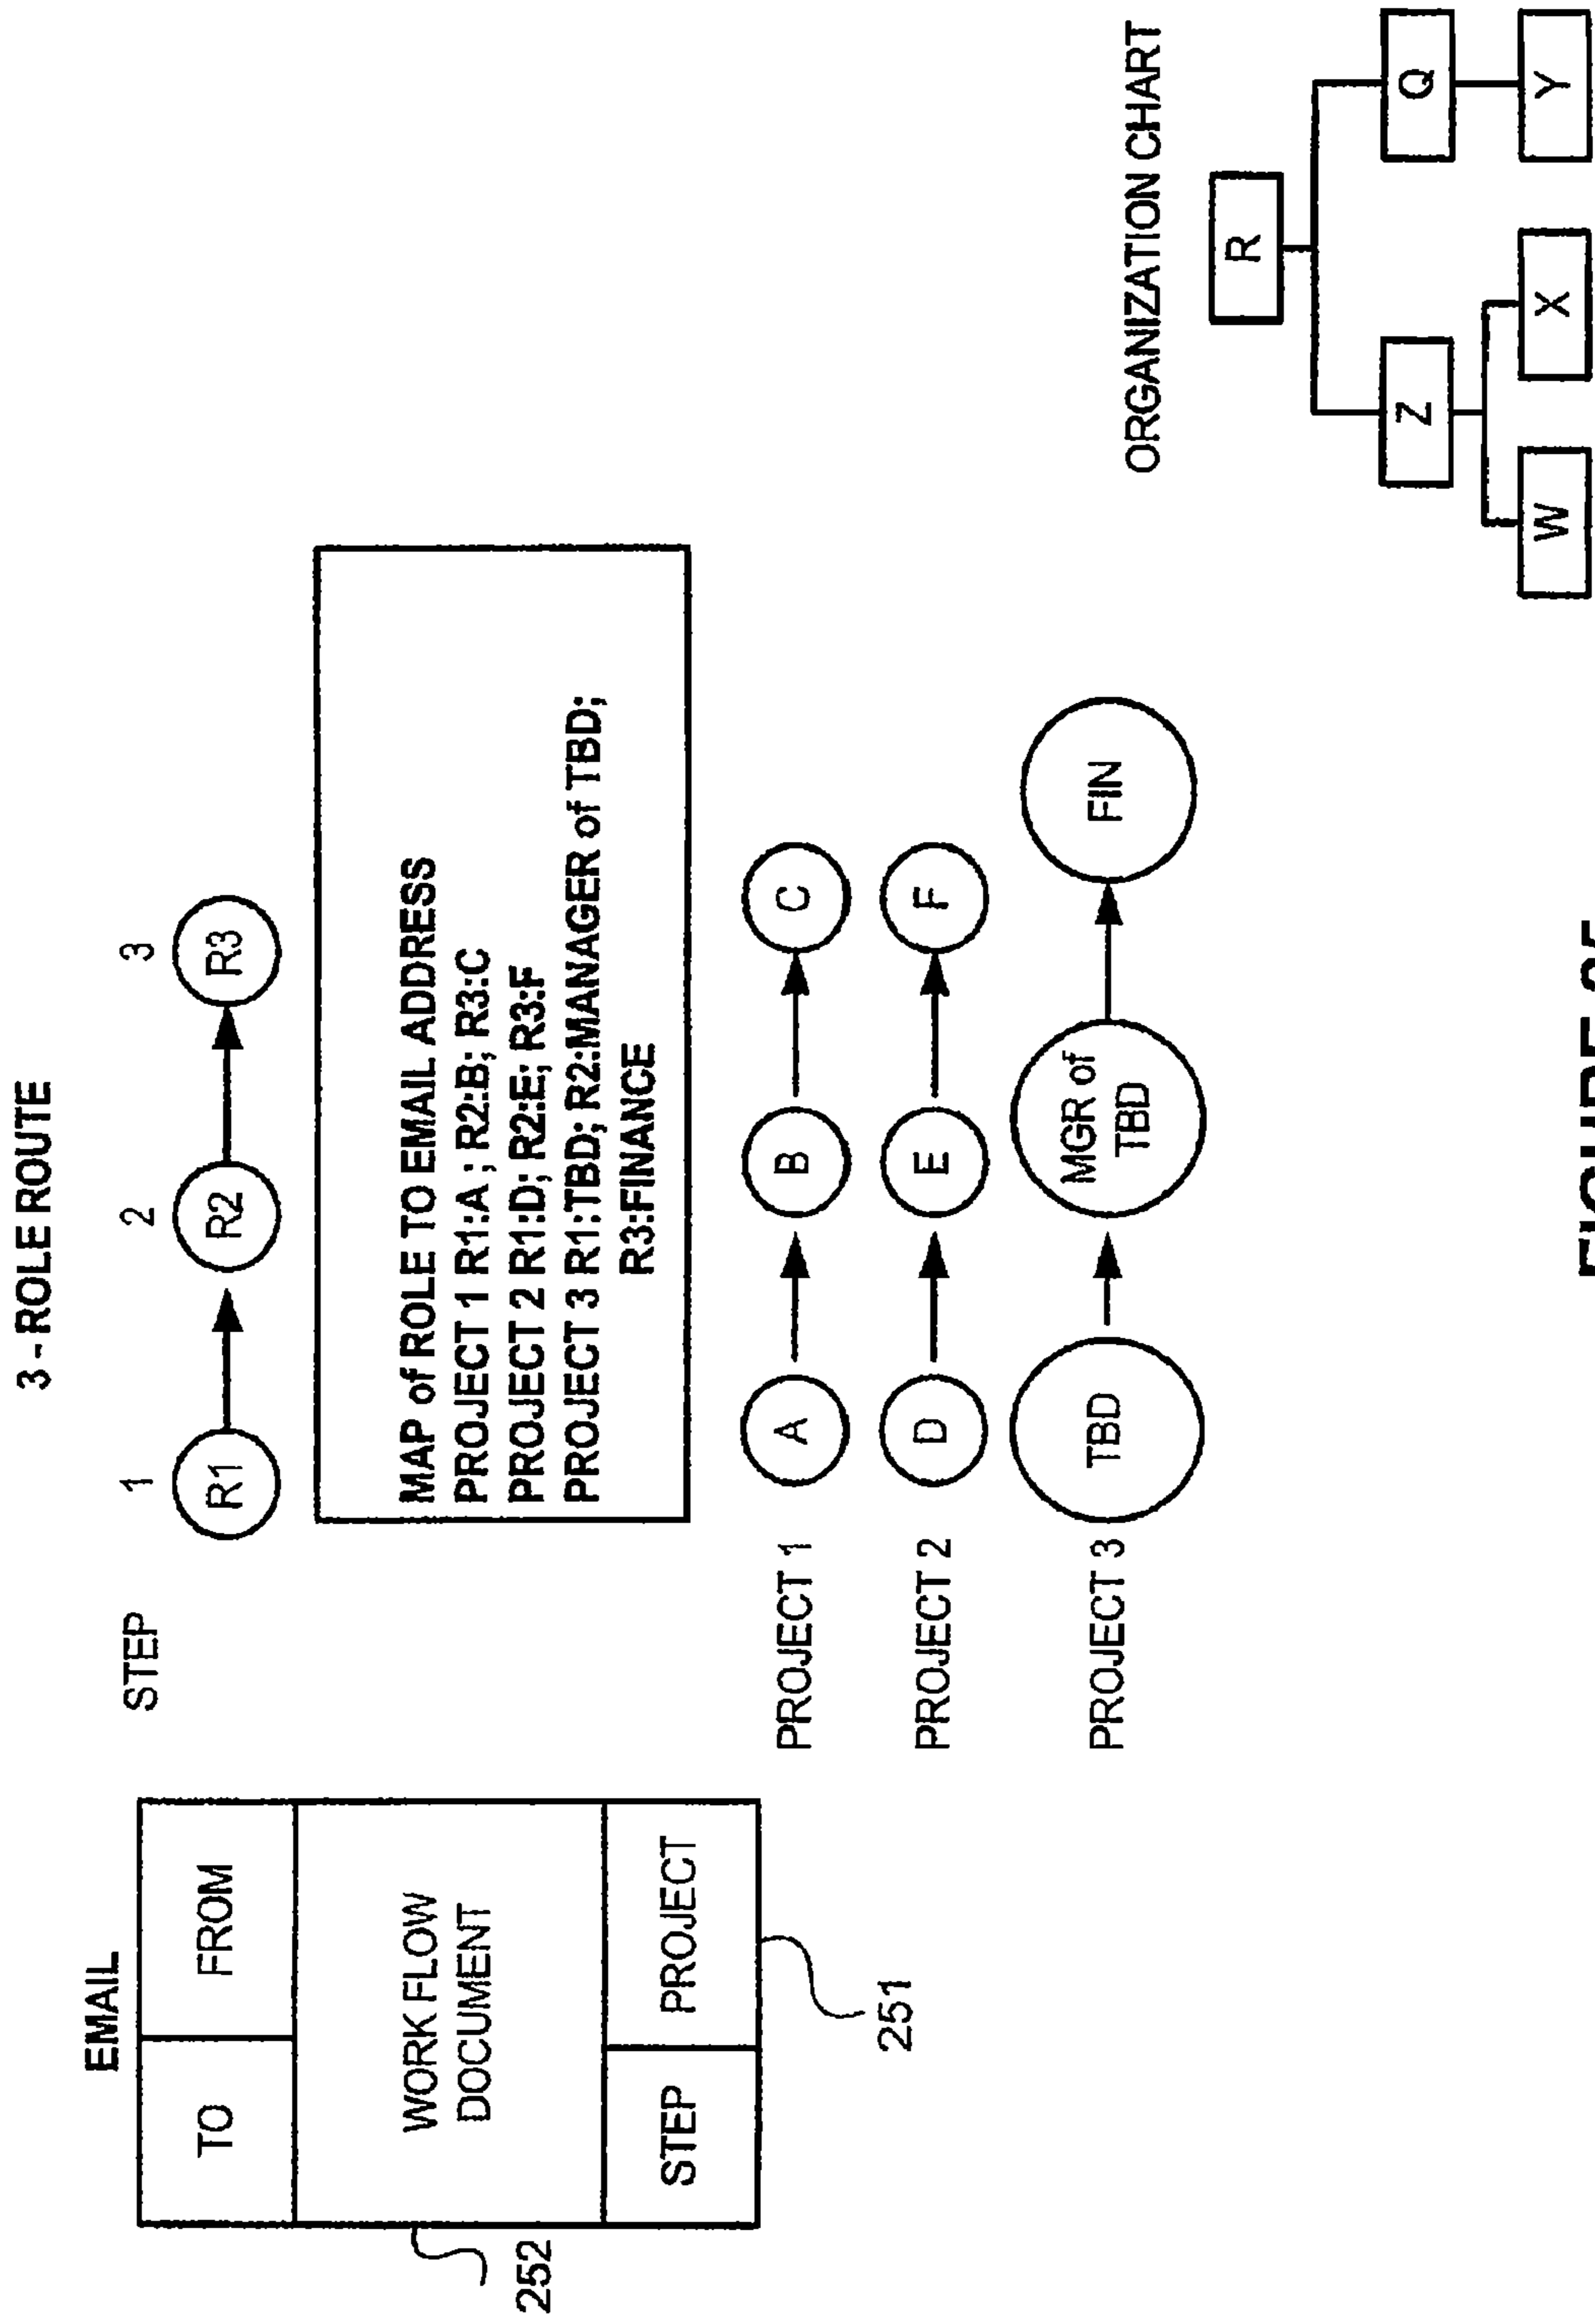 3 - ROLE ROUTE
EMAIL
TO
FROM
WORK FLOW
DOCUMENT
STEP
PROJECT
252
251
STEP
1
2
3
R1
R2
R3
MAP of ROLE TO EMAIL ADDRESS
PROJECT 1 R1:A ; R2:B; R3:C
PROJECT 2 R1:D; R2:E; R3:F
PROJECT 3 R1:TBD; R2:MANAGER of TBD;
R3:FINANCE
PROJECT 1
A
B
C
PROJECT 2
D
E
F
PROJECT 3
TBD
MGR of
TBD
FIN
ORGANIZATION CHART
R
Z
Q
W
X
Y
FIGURE 25